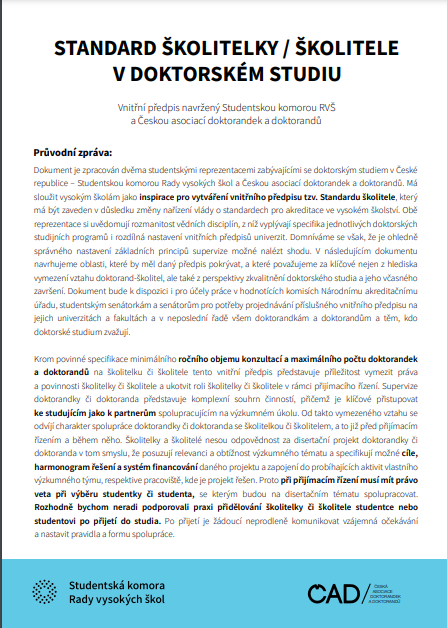 STANDARD ŠKOLITELKY / ŠKOLITELE
V DOKTORSKÉM STUDIU
Vnitřní předpis navržený Studentskou komorou RVŠ
a Českou asociací doktorandek a doktorandů
Průvodní zpráva:
Dokument je zpracován dvěma studentskými reprezentacemi zabývajícími se doktorským studiem v České
republice – Studentskou komorou Rady vysokých škol a Českou asociací doktorandek a doktorandů. Má
sloužit vysokým školám jako inspirace pro vytváření vnitřního předpisu tzv. Standardu školitele, který
má být zaveden v důsledku změny nařízení vlády o standardech pro akreditace ve vysokém školství. Obě
reprezentace si uvědomují rozmanitost vědních disciplín, z níž vyplývají specifika jednotlivých doktorských
studijních programů i rozdílná nastavení vnitřních předpisů univerzit. Domníváme se však, že je ohledně
správného nastavení základních principů supervize možné nalézt shodu. V následujícím dokumentu
navrhujeme oblasti, které by měl daný předpis pokrývat, a které považujeme za klíčové nejen z hlediska
vymezení vztahu doktorand-školitel, ale také z perspektivy zkvalitnění doktorského studia a jeho včasného
završení. Dokument bude k dispozici i pro účely práce v hodnotících komisích Národnímu akreditačnímu
úřadu, studentským senátorkám a senátorům pro potřeby projednávání příslušného vnitřního předpisu na
jejich univerzitách a fakultách a v neposlední řadě všem doktorandkám a doktorandům a těm, kdo
doktorské studium zvažují.
Krom povinné specifikace minimálního ročního objemu konzultací a maximálního počtu doktorandek
a doktorandů na školitelku či školitele tento vnitřní předpis představuje příležitost vymezit práva
a povinnosti školitelky či školitele a ukotvit roli školitelky či školitele v rámci přijímacího řízení. Supervize
doktorandky či doktoranda představuje komplexní souhrn činností, přičemž je klíčové přistupovat
ke studujícím jako k partnerům spolupracujícím na výzkumném úkolu. Od takto vymezeného vztahu se
odvíjí charakter spolupráce doktorandky či doktoranda se školitelkou či školitelem, a to již před přijímacím
řízením a během něho. Školitelky a školitelé nesou odpovědnost za disertační projekt doktorandky či
doktoranda v tom smyslu, že posuzují relevanci a obtížnost výzkumného tématu a specifikují možné cíle,
harmonogram řešení a systém financování daného projektu a zapojení do probíhajících aktivit vlastního
výzkumného týmu, respektive pracoviště, kde je projekt řešen. Proto při přijímacím řízení musí mít právo
veta při výběru studentky či studenta, se kterým budou na disertačním tématu spolupracovat.
Rozhodně bychom neradi podporovali praxi přidělování školitelky či školitele studentce nebo
studentovi po přijetí do studia. Po přijetí je žádoucí neprodleně komunikovat vzájemná očekávání
a nastavit pravidla a formu spolupráce.
Studentská komora
Rady vysokých škol
ČAD
ČESKÁ
ASOCIACE
DOKTORANDEK
A DOKTORANDŮ